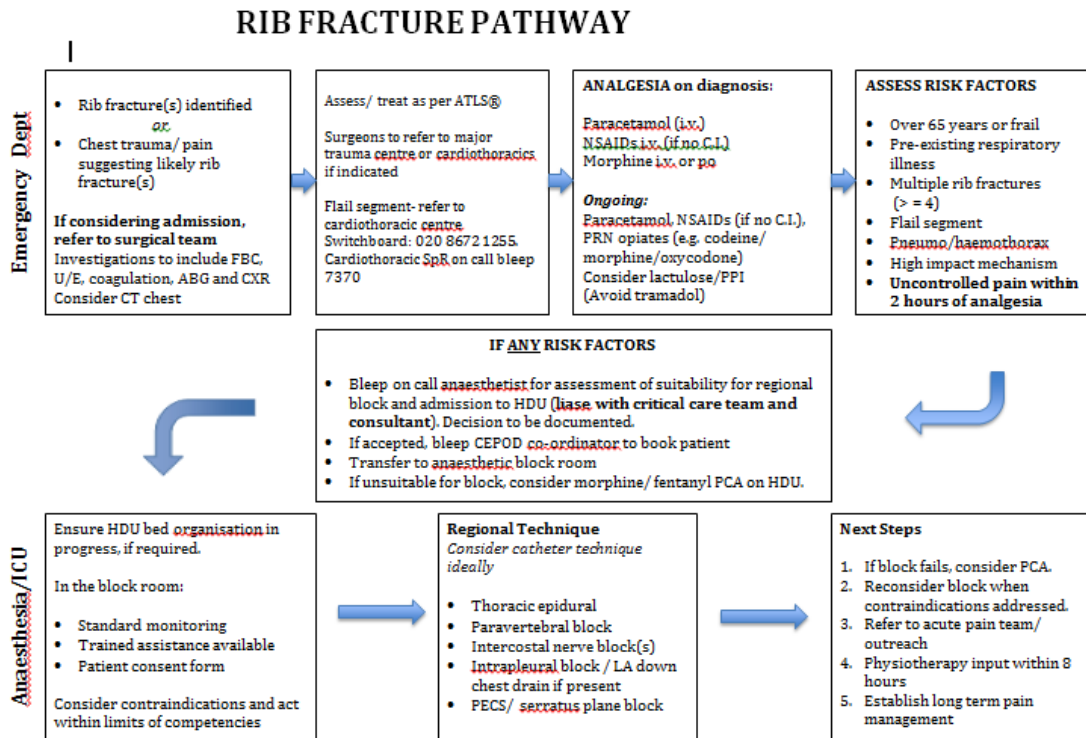 RIB FRACTURE PATHWAY
Emergency Dept
• Rib fracture(s) identified
or
• Chest trauma/ pain
suggesting likely rib
fracture(s)
If considering admission,
refer to surgical team
Investigations to include FBC,
U/E, coagulation, ABG and CXR
Consider CT chest
Assess/ treat as per ATLS®
Surgeons to refer to major
trauma centre or cardiothoracics
if indicated
Flail segment- refer to
cardiothoracic centre
Switchboard: 020 8672 1255.
Cardiothoracic SpR on call bleep
7370
ANALGESIA on diagnosis:
Paracetamol (i.v.)
NSAIDs i.v. (if no C.I.)
Morphine i.v. or po
Ongoing:
Paracetamol, NSAIDs (if no C.I.),
PRN opiates (e.g. codeine/
morphine/oxycodone)
Consider lactulose/PPI
(Avoid tramadol)
ASSESS RISK FACTORS
• Over 65 years or frail
• Pre-existing respiratory
illness
• Multiple rib fractures
(> = 4)
• Flail segment
• Pneumo/haemothorax
• High impact mechanism
• Uncontrolled pain within
2 hours of analgesia
IF ANY RISK FACTORS
• Bleep on call anaesthetist for assessment of suitability for regional
block and admission to HDU (liase with critical care team and
consultant). Decision to be documented.
• If accepted, bleep CEPOD co-ordinator to book patient
• Transfer to anaesthetic block room
• If unsuitable for block, consider morphine/ fentanyl PCA on HDU.
Anaesthesia/ICU
Ensure HDU bed organisation in
progress, if required.
In the block room:
• Standard monitoring
• Trained assistance available
• Patient consent form
Consider contraindications and act
within limits of competencies
Regional Technique
Consider catheter technique
ideally
• Thoracic epidural
• Paravertebral block
• Intercostal nerve block(s)
• Intrapleural block / LA down
chest drain if present
• PECS/ serratus plane block
Next Steps
1. If block fails, consider PCA.
2. Reconsider block when
contraindications addressed.
3. Refer to acute pain team/
outreach
4. Physiotherapy input within 8
hours
5. Establish long term pain
management